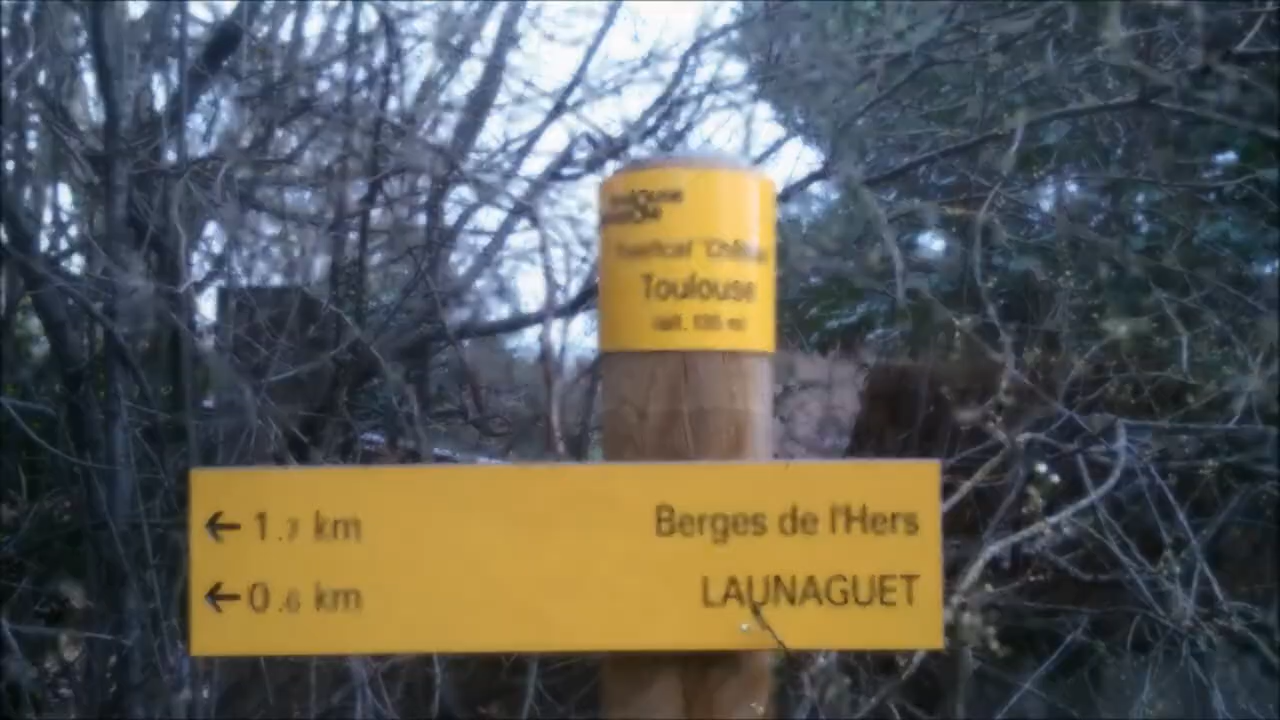 Toulouse
← 1.7 km Berges de l'Hers
← 0.6 km LAUNAGUET